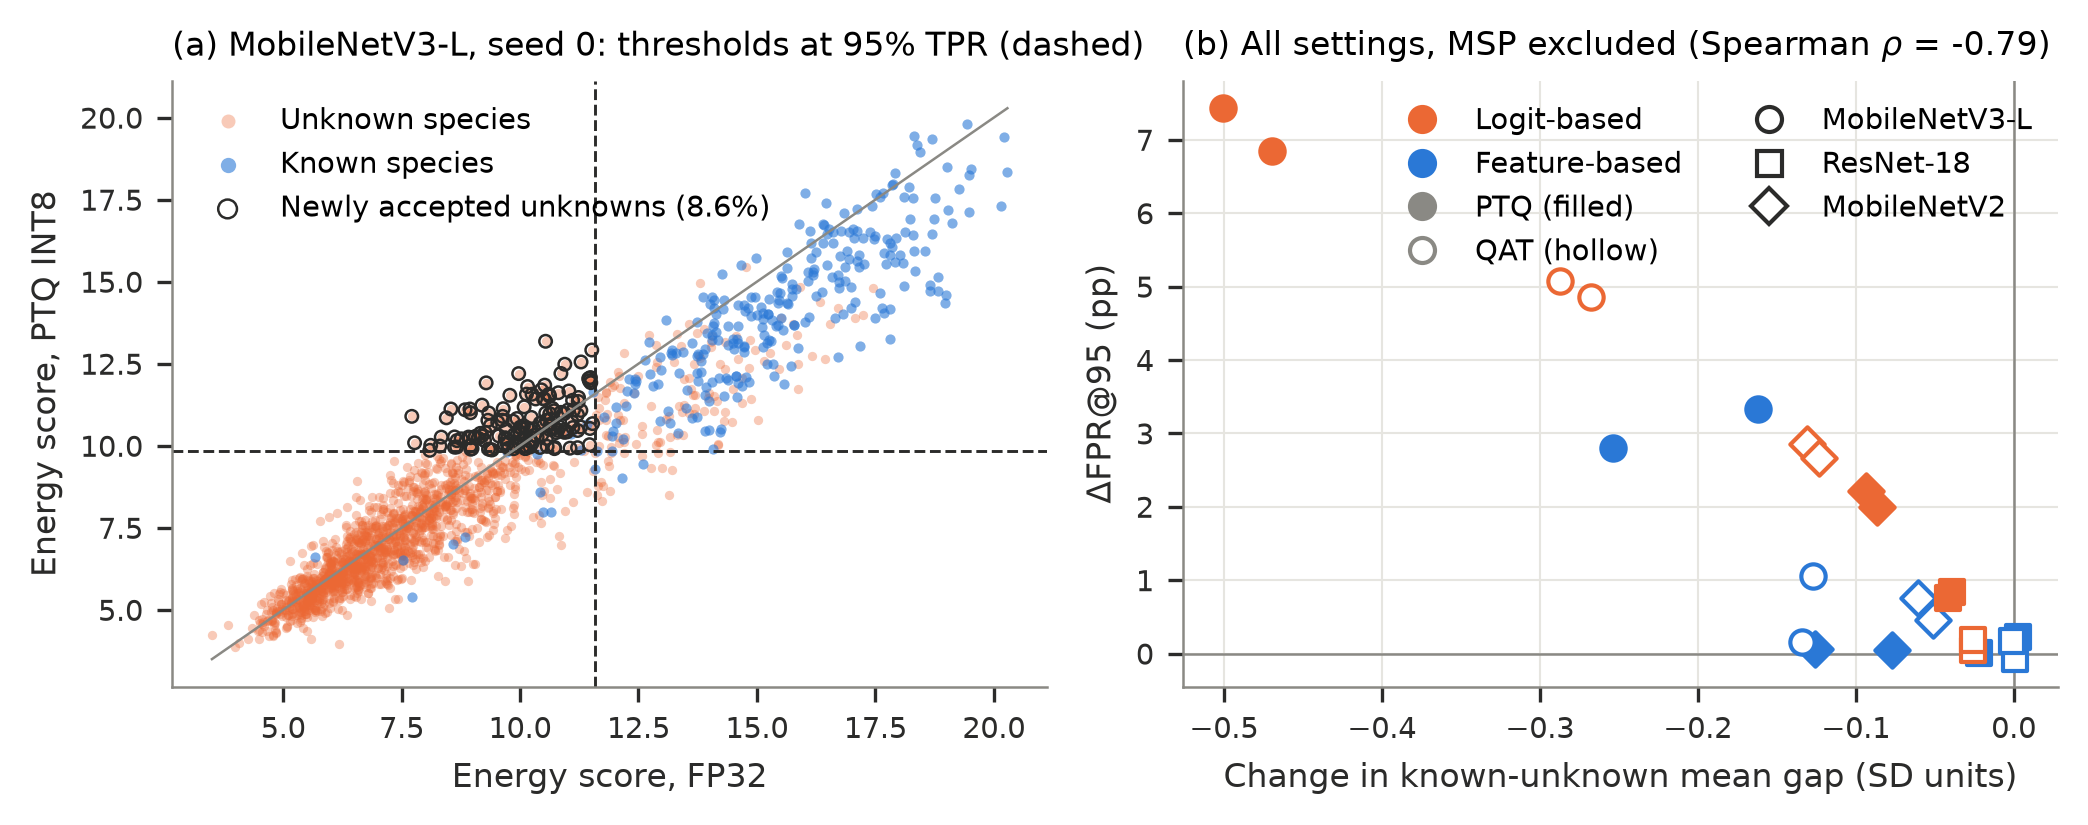 (a) MobileNetV3-L, seed 0: thresholds at 95% TPR (dashed)
Energy score, PTQ INT8
20.0
17.5
15.0
12.5
10.0
7.5
5.0
Unknown species
Known species
Newly accepted unknowns (8.6%)
5.0 7.5 10.0 12.5 15.0 17.5 20.0
Energy score, FP32
(b) All settings, MSP excluded (Spearman ρ = -0.79)
ΔFPR@95 (pp)
7
6
5
4
3
2
1
0
Logit-based
Feature-based
PTQ (filled)
QAT (hollow)
MobileNetV3-L
ResNet-18
MobileNetV2
−0.5 −0.4 −0.3 −0.2 −0.1 0.0
Change in known-unknown mean gap (SD units)